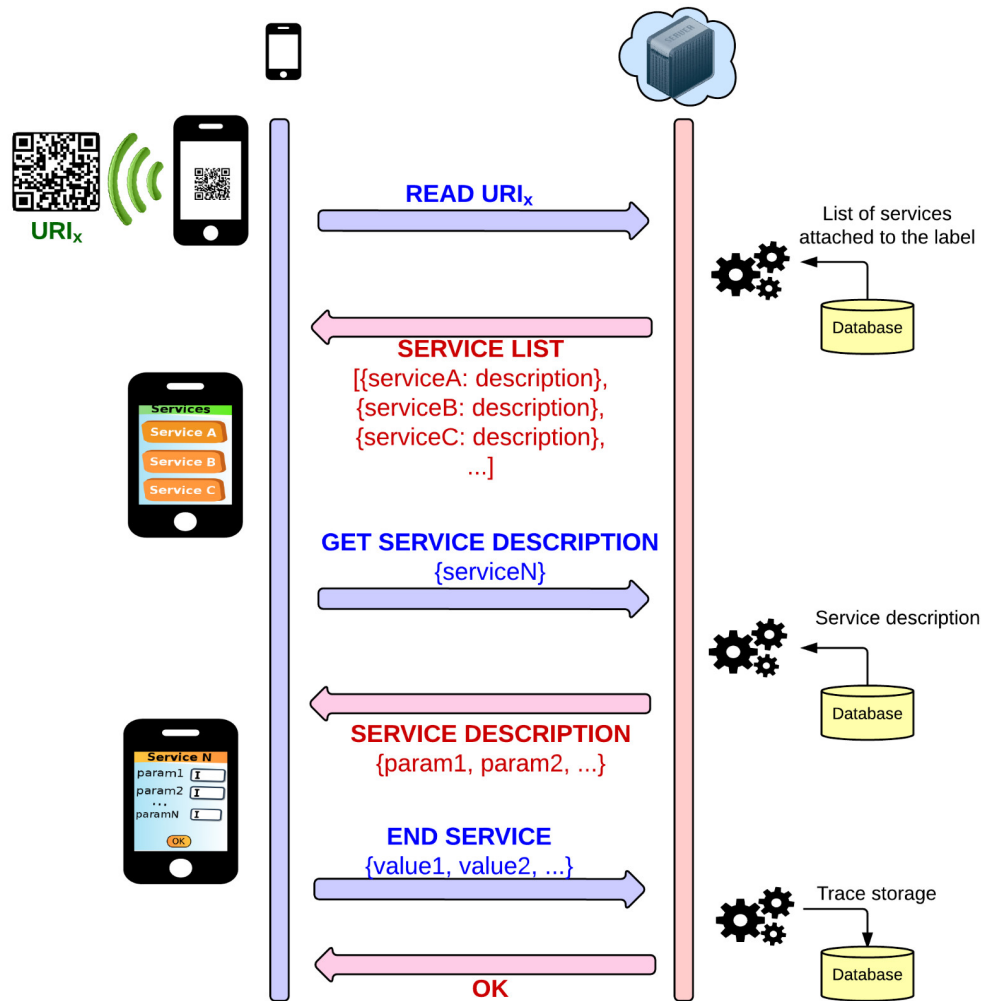 SERVER
URIx
READ URIx
List of services
attached to the label
Database
SERVICE LIST
[{serviceA: description},
{serviceB: description},
{serviceC: description},
...]
Services
Service A
Service B
Service C
GET SERVICE DESCRIPTION
{serviceN}
Service description
Database
SERVICE DESCRIPTION
{param1, param2, ...}
Service N
param1 I
param2 I
...
paramN I
OK
END SERVICE
{value1, value2, ...}
Trace storage
Database
OK